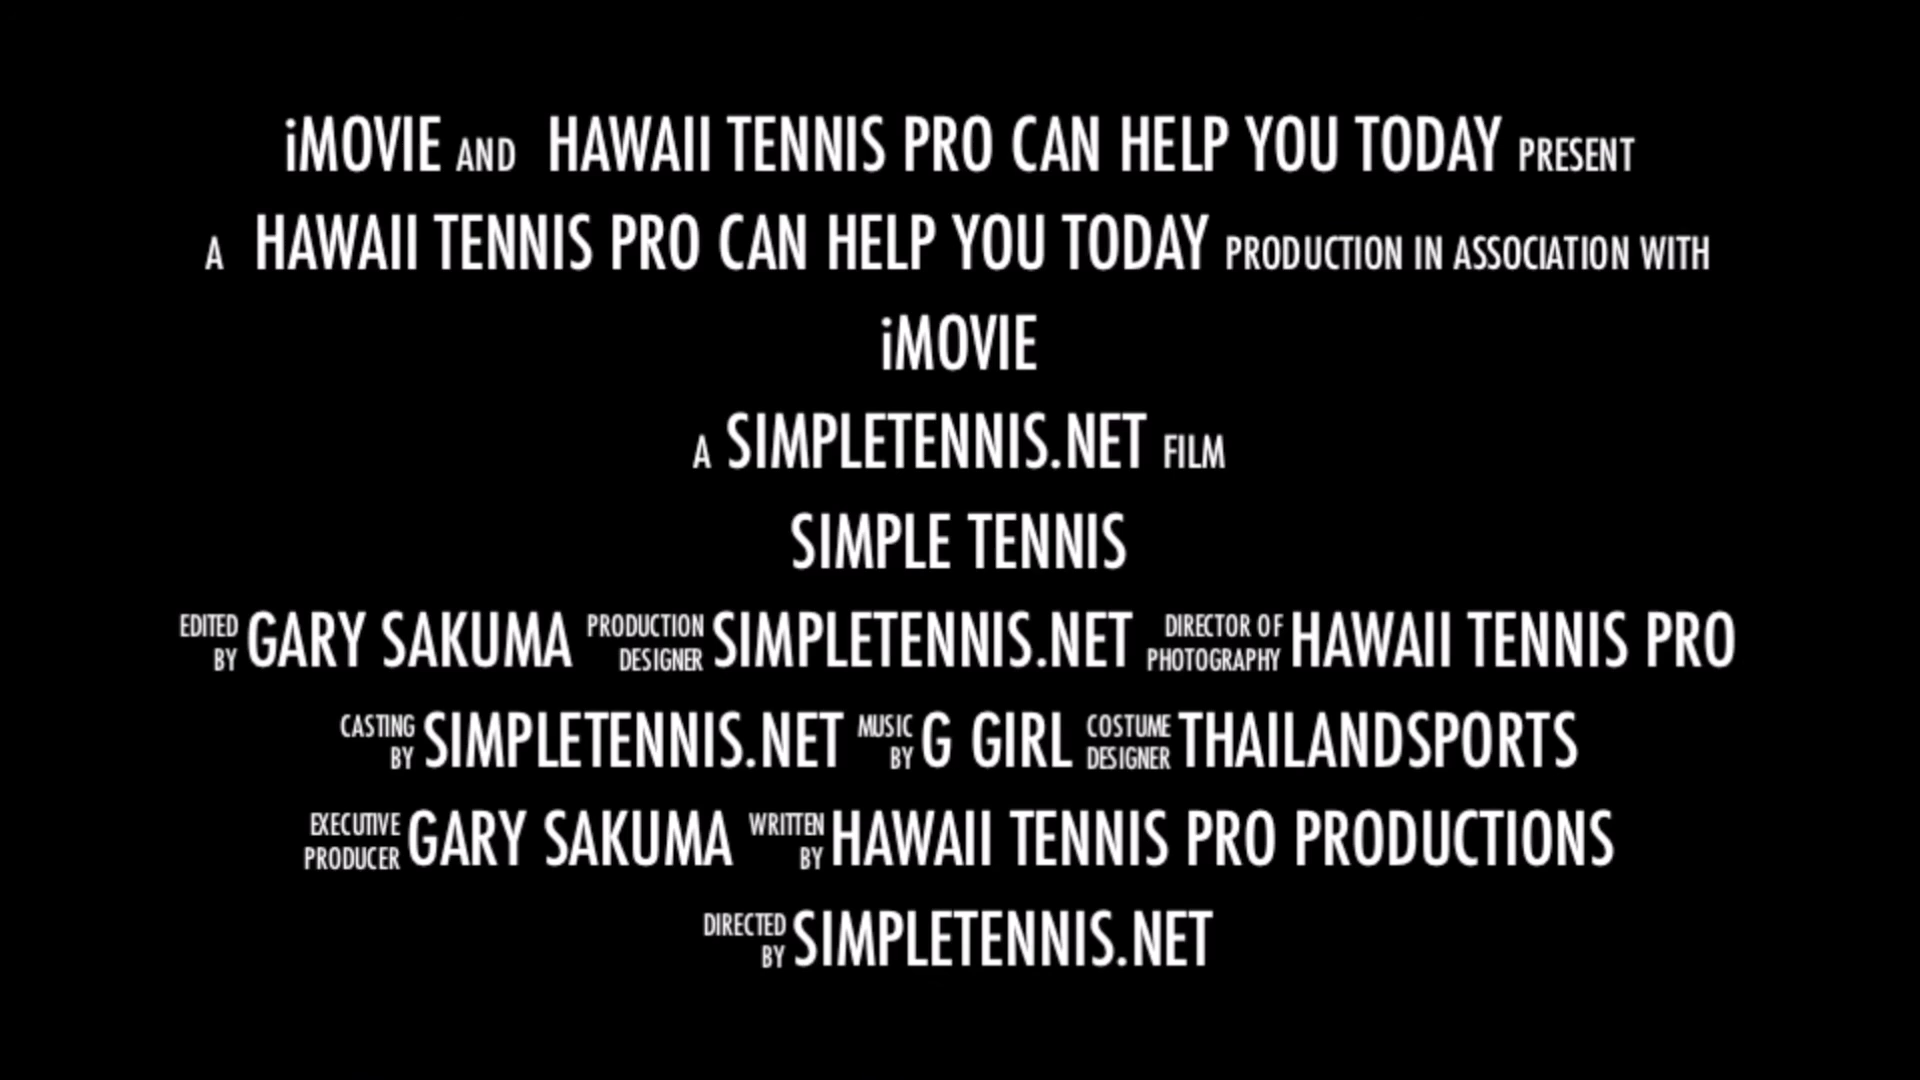 iMOVIE AND HAWAII TENNIS PRO CAN HELP YOU TODAY PRESENT
A HAWAII TENNIS PRO CAN HELP YOU TODAY PRODUCTION IN ASSOCIATION WITH
iMOVIE
A SIMPLETENNIS.NET FILM
SIMPLE TENNIS
EDITED BY GARY SAKUMA PRODUCTION DESIGNER SIMPLETENNIS.NET DIRECTOR OF PHOTOGRAPHY HAWAII TENNIS PRO
CASTING BY SIMPLETENNIS.NET MUSIC BY G GIRL COSTUME DESIGNER THAILANDSPORTS
EXECUTIVE PRODUCER GARY SAKUMA WRITTEN BY HAWAII TENNIS PRO PRODUCTIONS
DIRECTED BY SIMPLETENNIS.NET